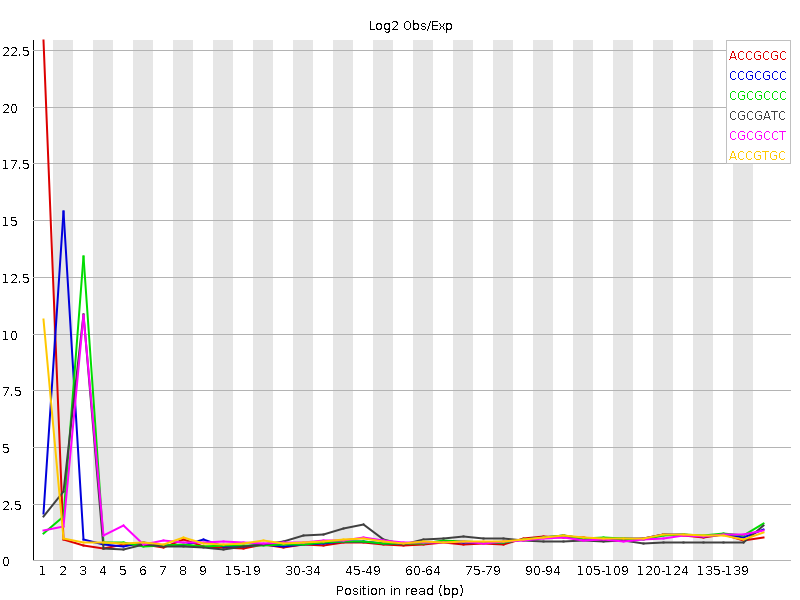 Log2 Obs/Exp
22.5
20
17.5
15
12.5
10
7.5
5
2.5
0
ACCGCGC
CCGCGCC
CGCGCCC
CGCGATC
CGCGCCT
ACCGTGC
1 2 3 4 5 6 7 8 9 15-19 30-34 45-49 60-64 75-79 90-94 105-109 120-124 135-139
Position in read (bp)